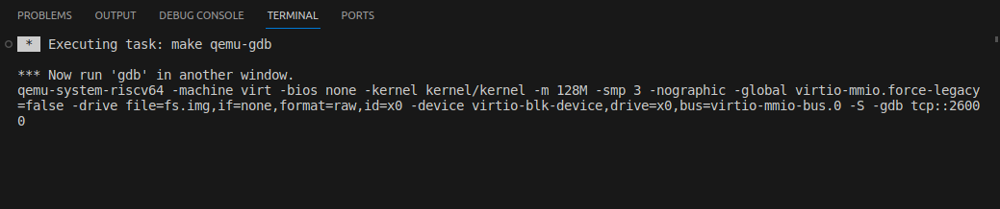 PROBLEMS OUTPUT DEBUG CONSOLE TERMINAL PORTS
* Executing task: make qemu-gdb
*** Now run 'gdb' in another window.
qemu-system-riscv64 -machine virt -bios none -kernel kernel/kernel -m 128M -smp 3 -nographic -global virtio-mmio.force-legacy
=false -drive file=fs.img,if=none,format=raw,id=x0 -device virtio-blk-device,drive=x0,bus=virtio-mmio-bus.0 -S -gdb tcp::2600
0